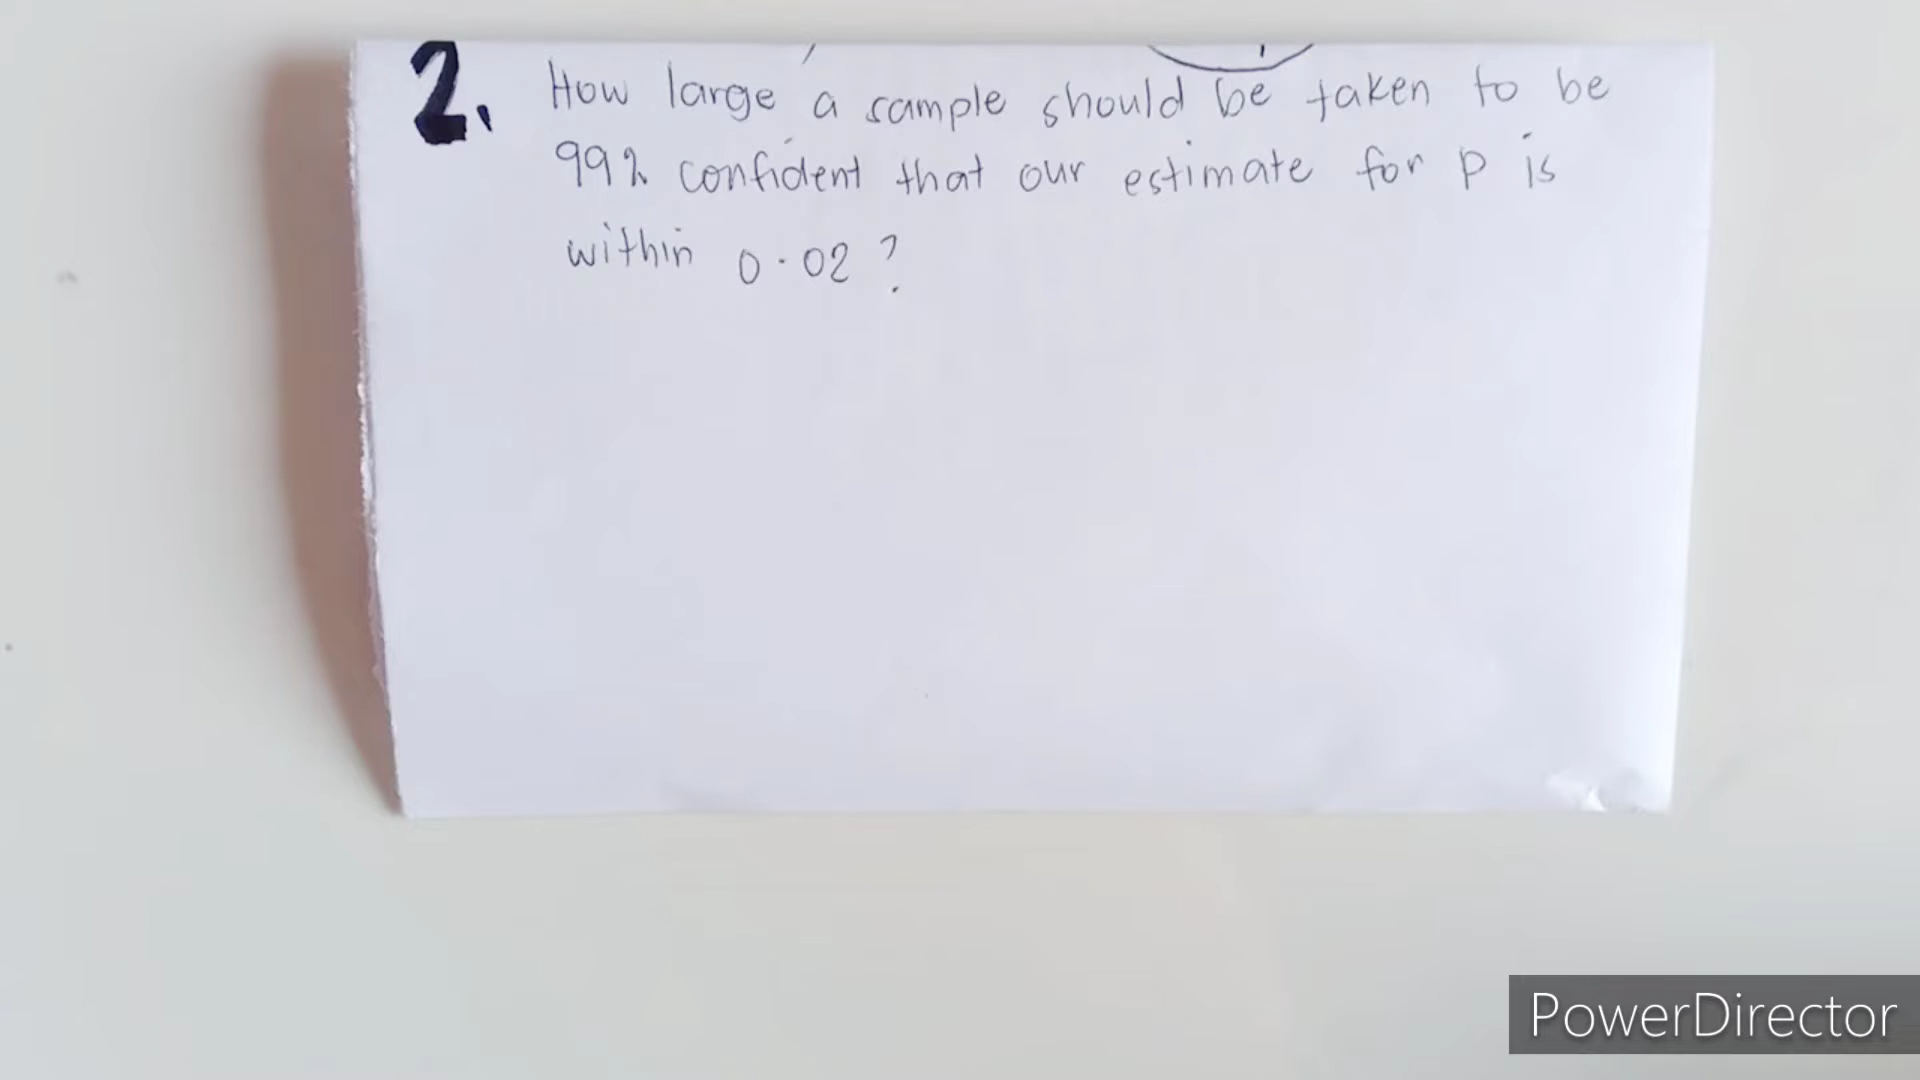 2. How large a sample should be taken to be
99% confident that our estimate for p is
within 0.02?
PowerDirector